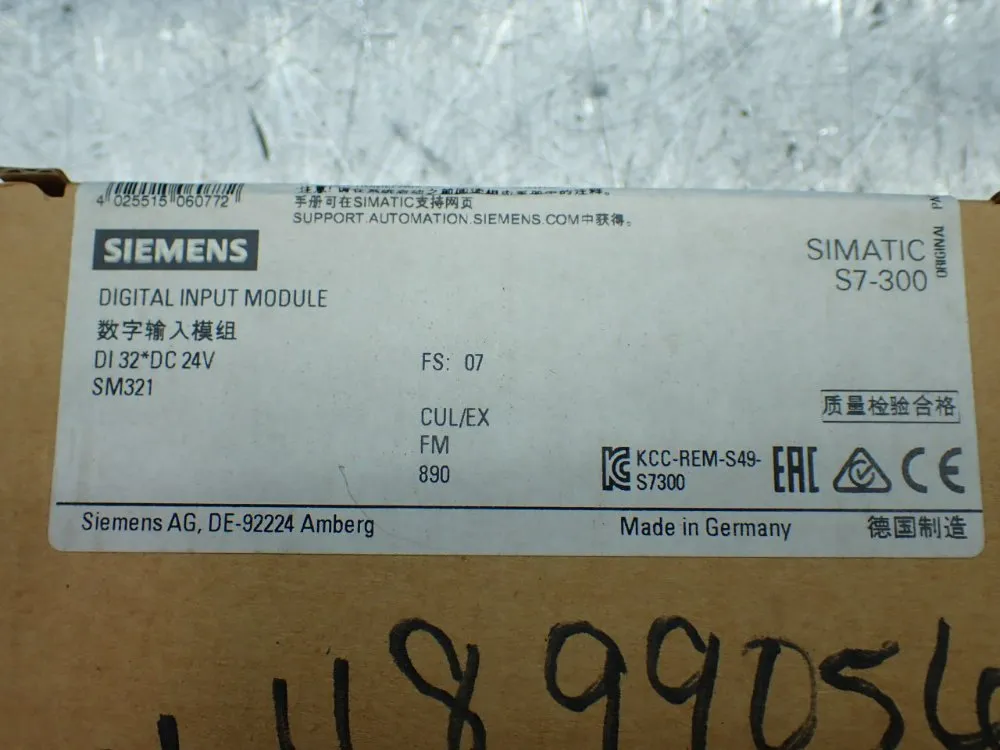 4 025515 060772
手册可在SIMATIC支持网页
SUPPORT.AUTOMATION.SIEMENS.COM中获得。
SIEMENS
SIMATIC
S7-300
ORIGINAL
DIGITAL INPUT MODULE
数字输入模组
DI 32*DC 24V
SM321
FS: 07
CUL/EX
FM
890
质量检验合格
KCC-REM-S49-
S7300
EAC
CE
Siemens AG, DE-92224 Amberg
Made in Germany
德国制造
899056